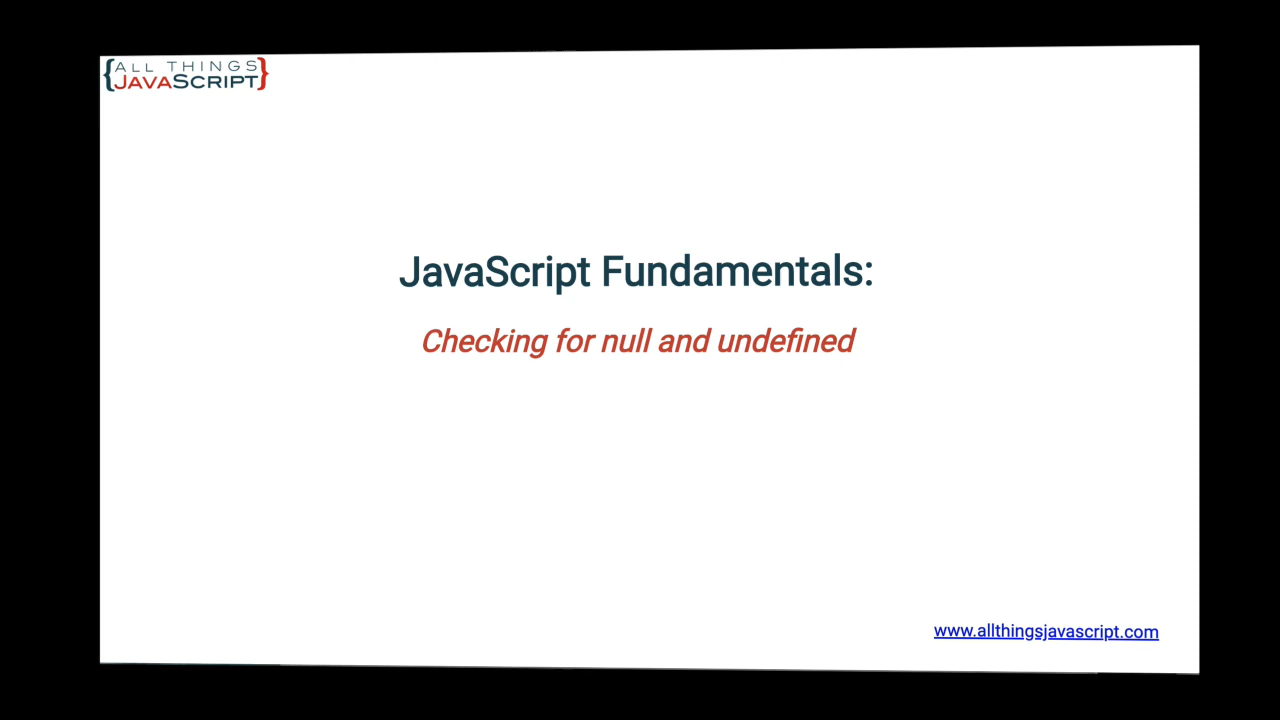 {ALL THINGS
JAVASCRIPT}
JavaScript Fundamentals:
Checking for null and undefined
www.allthingsjavascript.com